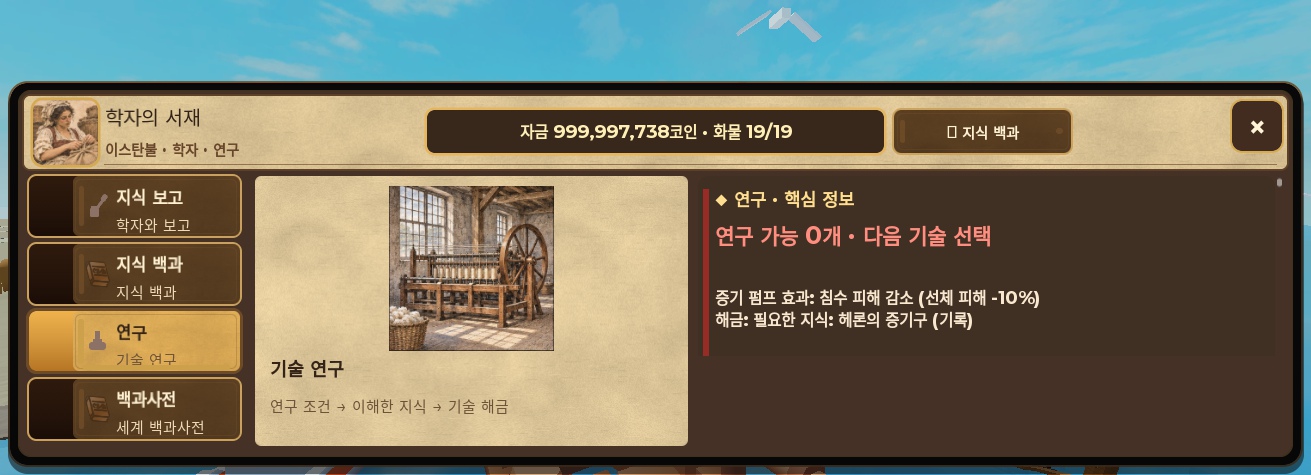 학자의 서재
이스탄불 · 학자 · 연구
자금 999,997,738코인 · 화물 19/19
지식 백과
×
지식 보고
학자와 보고
지식 백과
지식 백과
연구
기술 연구
백과사전
세계 백과사전
기술 연구
연구 조건 → 이해한 지식 → 기술 해금
◆ 연구 · 핵심 정보
연구 가능 0개 · 다음 기술 선택
증기 펌프 효과: 침수 피해 감소 (선체 피해 -10%)
해금: 필요한 지식: 헤론의 증기구 (기록)